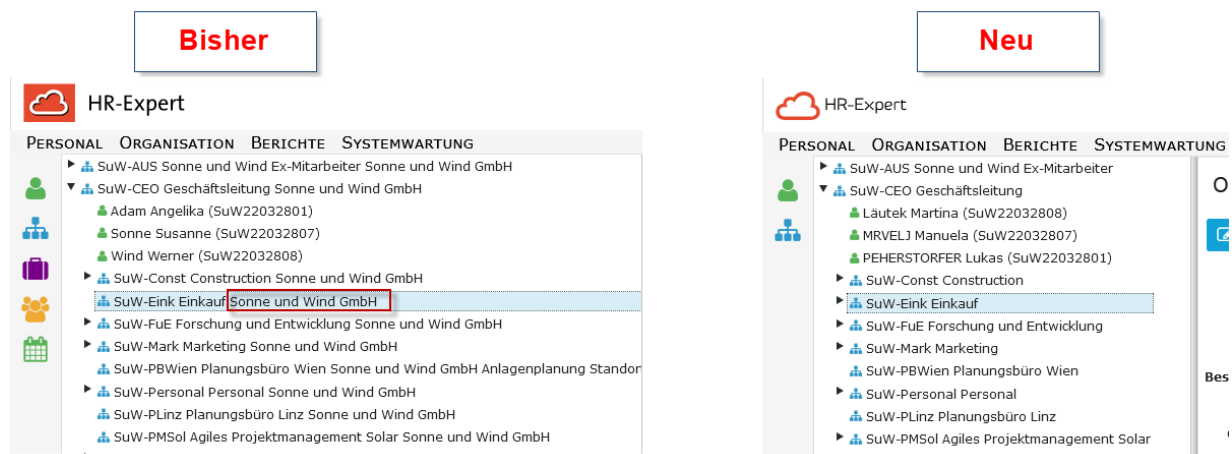 Bisher
HR-Expert
PERSONAL ORGANISATION BERICHTE SYSTEMWARTUNG
SuW-AUS Sonne und Wind Ex-Mitarbeiter Sonne und Wind GmbH
SuW-CEO Geschäftsleitung Sonne und Wind GmbH
Adam Angelika (SuW22032801)
Sonne Susanne (SuW22032807)
Wind Werner (SuW22032808)
SuW-Const Construction Sonne und Wind GmbH
SuW-Eink Einkauf Sonne und Wind GmbH
SuW-FuE Forschung und Entwicklung Sonne und Wind GmbH
SuW-Mark Marketing Sonne und Wind GmbH
SuW-PBWien Planungsbüro Wien Sonne und Wind GmbH Anlagenplanung Standor
SuW-Personal Personal Sonne und Wind GmbH
SuW-PLinz Planungsbüro Linz Sonne und Wind GmbH
SuW-PMSol Agiles Projektmanagement Solar Sonne und Wind GmbH
Neu
HR-Expert
PERSONAL ORGANISATION BERICHTE SYSTEMWARTUNG
SuW-AUS Sonne und Wind Ex-Mitarbeiter
SuW-CEO Geschäftsleitung
Läutek Martina (SuW22032808)
MRVELJ Manuela (SuW22032807)
PEHERSTORFER Lukas (SuW22032801)
SuW-Const Construction
SuW-Eink Einkauf
SuW-FuE Forschung und Entwicklung
SuW-Mark Marketing
SuW-PBWien Planungsbüro Wien
SuW-Personal Personal
SuW-PLinz Planungsbüro Linz
SuW-PMSol Agiles Projektmanagement Solar
O
Bes